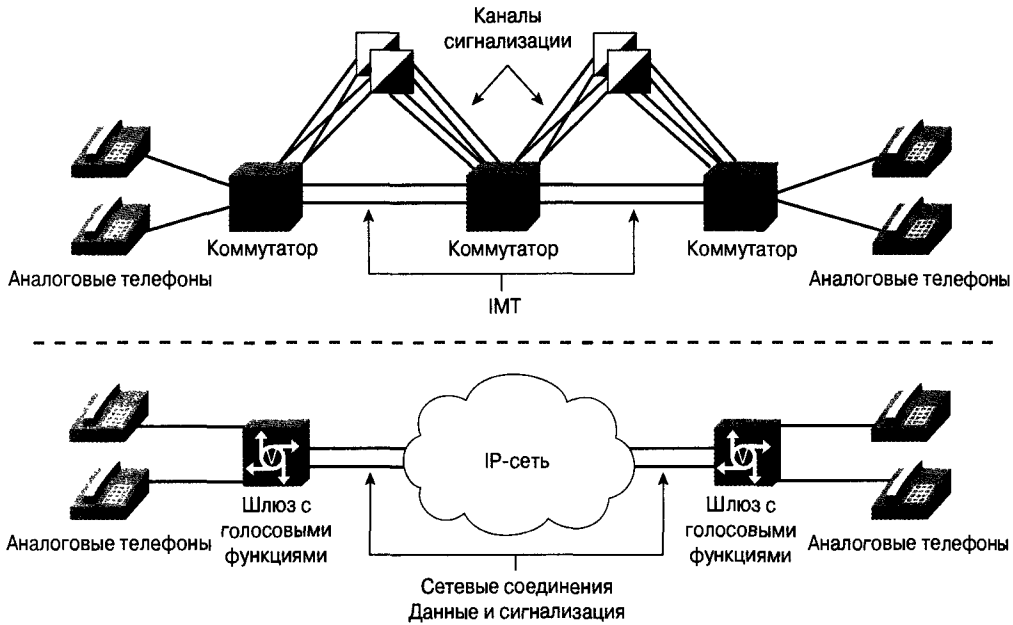 Каналы
сигнализации
Коммутатор
Коммутатор
Коммутатор
Аналоговые телефоны
Аналоговые телефоны
IMT
IP-сеть
V
V
Шлюз с
голосовыми
функциями
Шлюз с
голосовыми
функциями
Аналоговые телефоны
Аналоговые телефоны
Сетевые соединения
Данные и сигнализация